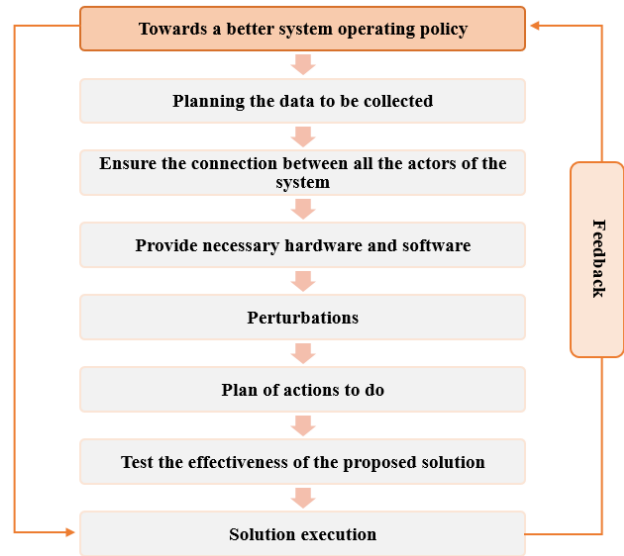 Towards a better system operating policy
Planning the data to be collected
Ensure the connection between all the actors of the
system
Provide necessary hardware and software
Perturbations
Plan of actions to do
Test the effectiveness of the proposed solution
Solution execution
Feedback